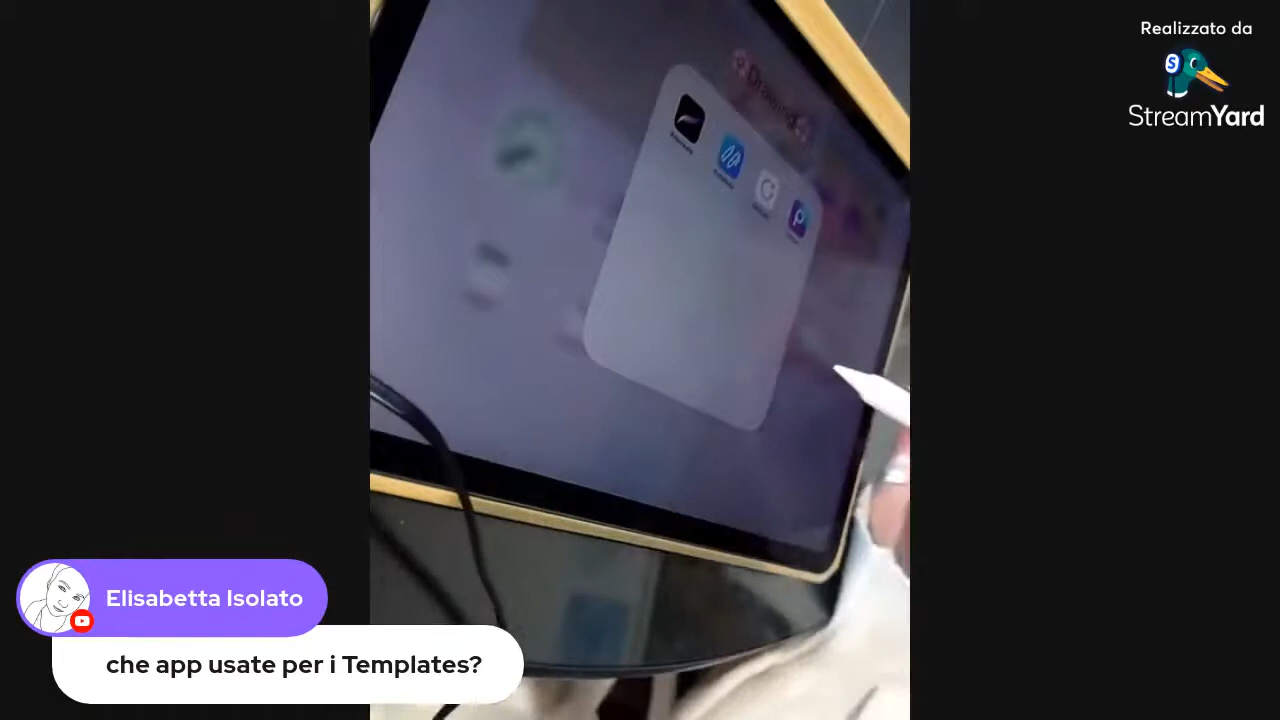 Realizzato da
StreamYard
Elisabetta Isolato
che app usate per i Templates?